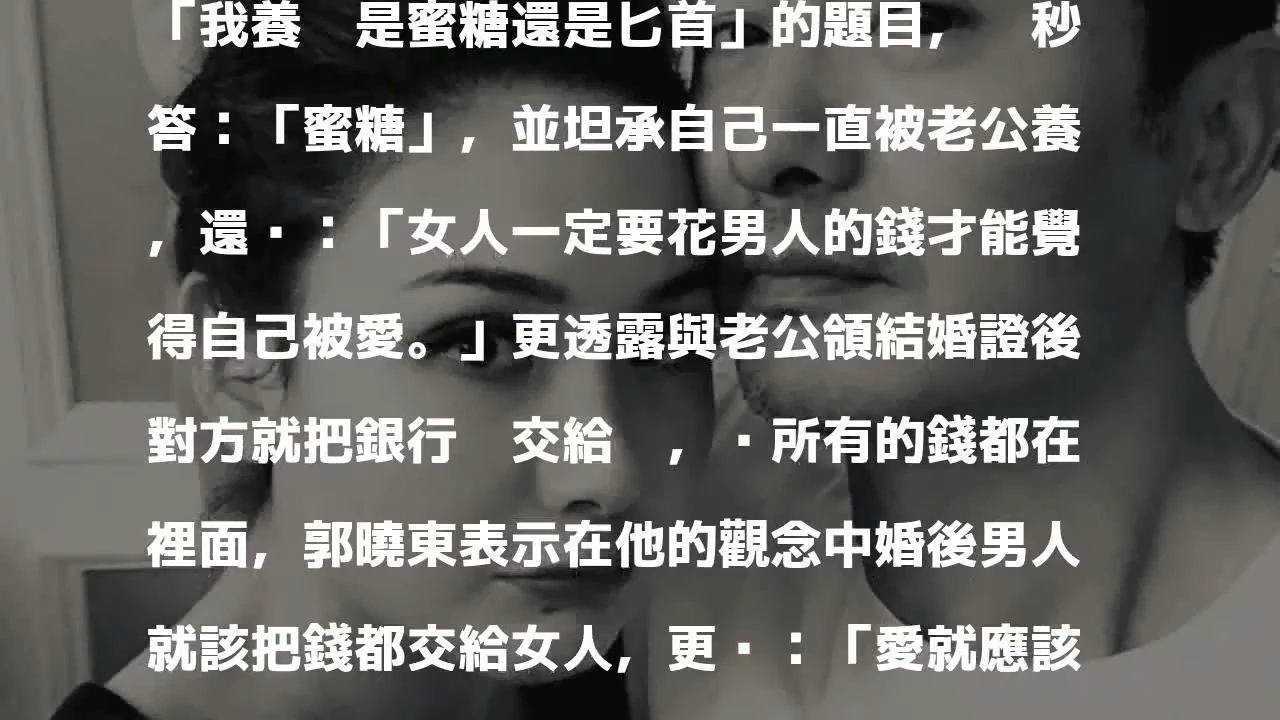 「我養　是蜜糖還是匕首」的題目，　秒
答：「蜜糖」，並坦承自己一直被老公養
，還·：「女人一定要花男人的錢才能覺
得自己被愛。」更透露與老公領結婚證後
對方就把銀行　交給　，·所有的錢都在
裡面，郭曉東表示在他的觀念中婚後男人
就該把錢都交給女人，更·：「愛就應該